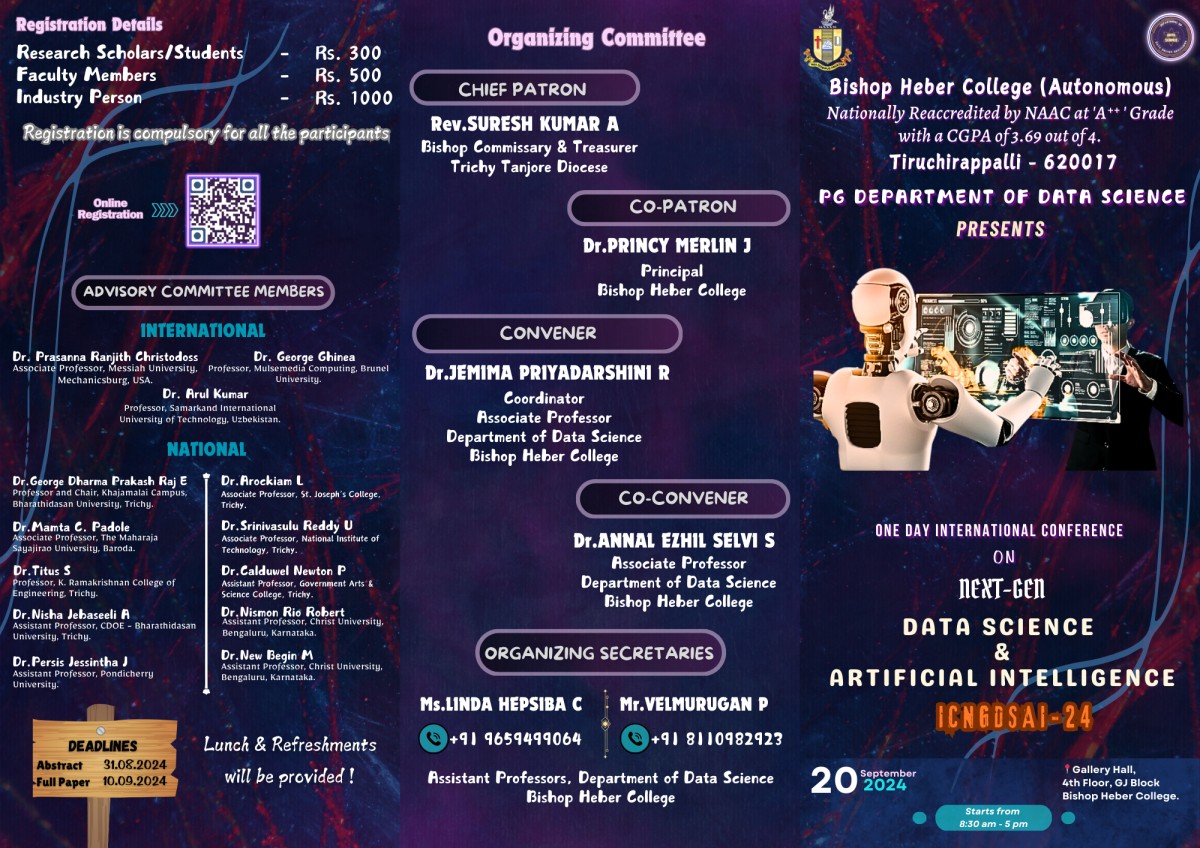 Registration Details
Research Scholars/Students - Rs. 300
Faculty Members - Rs. 500
Industry Person - Rs. 1000
Registration is compulsory for all the participants
Online
Registration
ADVISORY COMMITTEE MEMBERS
INTERNATIONAL
Dr. Prasanna Ranjith Christodoss
Associate Professor, Messiah University,
Mechanicsburg, USA.
Dr. George Ghinea
Professor, Mulsemedia Computing, Brunel
University.
Dr. Arul Kumar
Professor, Samarkand International
University of Technology, Uzbekistan.
NATIONAL
Dr.George Dharma Prakash Raj E
Professor and Chair, Khajamalai Campus,
Bharathidasan University, Trichy.
Dr.Mamta C. Padole
Associate Professor, The Maharaja
Sayajirao University, Baroda.
Dr.Titus S
Professor, K. Ramakrishnan College of
Engineering, Trichy.
Dr.Nisha Jebaseeli A
Assistant Professor, CDOE - Bharathidasan
University, Trichy.
Dr.Persis Jessintha J
Assistant Professor, Pondicherry
University.
Dr.Arockiam L
Associate Professor, St. Joseph's College,
Trichy.
Dr.Srinivasulu Reddy U
Associate Professor, National Institute of
Technology, Trichy.
Dr.Calduwel Newton P
Assistant Professor, Government Arts &
Science College, Trichy.
Dr.Nismon Rio Robert
Assistant Professor, Christ University,
Bengaluru, Karnataka.
Dr.New Begin M
Assistant Professor, Christ University,
Bengaluru, Karnataka.
DEADLINES
Abstract 31.08.2024
Full Paper 10.09.2024
Lunch & Refreshments
will be provided !
Organizing Committee
CHIEF PATRON
Rev.SURESH KUMAR A
Bishop Commissary & Treasurer
Trichy Tanjore Diocese
CO-PATRON
Dr.PRINCY MERLIN J
Principal
Bishop Heber College
CONVENER
Dr.JEMIMA PRIYADARSHINI R
Coordinator
Associate Professor
Department of Data Science
Bishop Heber College
CO-CONVENER
Dr.ANNAL EZHIL SELVI S
Associate Professor
Department of Data Science
Bishop Heber College
ORGANIZING SECRETARIES
Ms.LINDA HEPSIBA C
+91 9659499064
Mr.VELMURUGAN P
+91 8110982923
Assistant Professors, Department of Data Science
Bishop Heber College
Bishop Heber College (Autonomous)
Nationally Reaccredited by NAAC at 'A++' Grade
with a CGPA of 3.69 out of 4.
Tiruchirappalli - 620017
PG DEPARTMENT OF DATA SCIENCE
PRESENTS
ONE DAY INTERNATIONAL CONFERENCE
ON
NEXT-GEN
DATA SCIENCE
&
ARTIFICIAL INTELLIGENCE
ICNGDSAI-24
20 September
2024
Gallery Hall,
4th Floor, GJ Block
Bishop Heber College.
Starts from
8:30 am - 5 pm